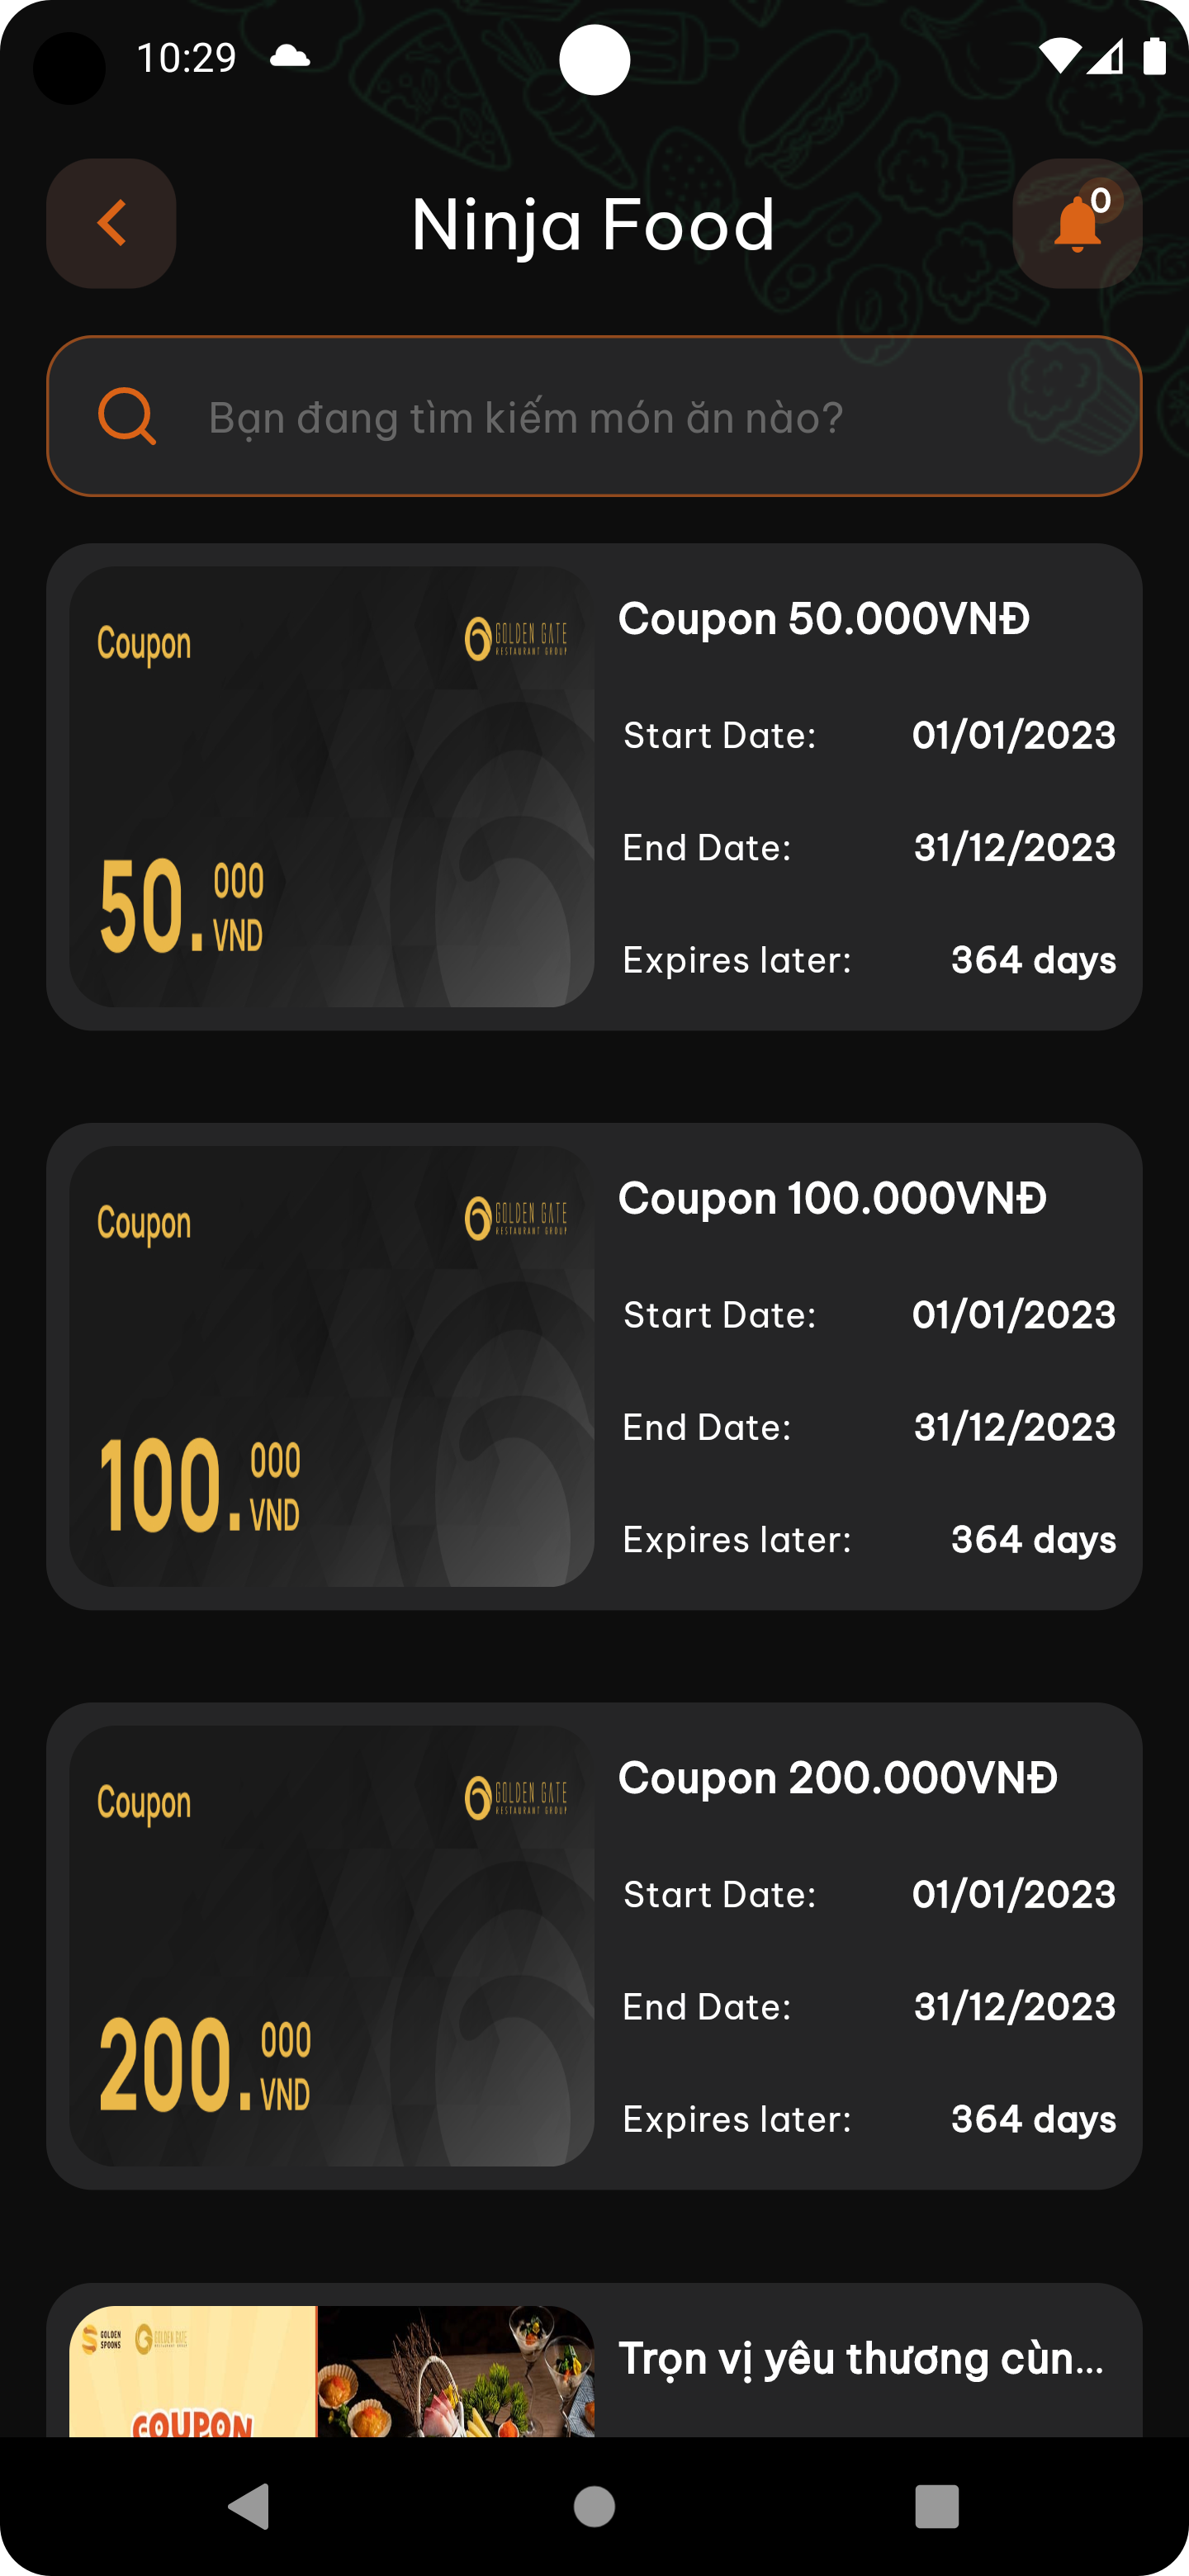 10:29
Ninja Food
0
Bạn đang tìm kiếm món ăn nào?
Coupon
GOLDEN GATE
RESTAURANT GROUP
50.000
VND
Coupon 50.000VNĐ
Start Date: 01/01/2023
End Date: 31/12/2023
Expires later: 364 days
Coupon
GOLDEN GATE
RESTAURANT GROUP
100.000
VND
Coupon 100.000VNĐ
Start Date: 01/01/2023
End Date: 31/12/2023
Expires later: 364 days
Coupon
GOLDEN GATE
RESTAURANT GROUP
200.000
VND
Coupon 200.000VNĐ
Start Date: 01/01/2023
End Date: 31/12/2023
Expires later: 364 days
GOLDEN
SPOONS
GOLDEN GATE
RESTAURANT GROUP
COUPON
Trọn vị yêu thương cùn...